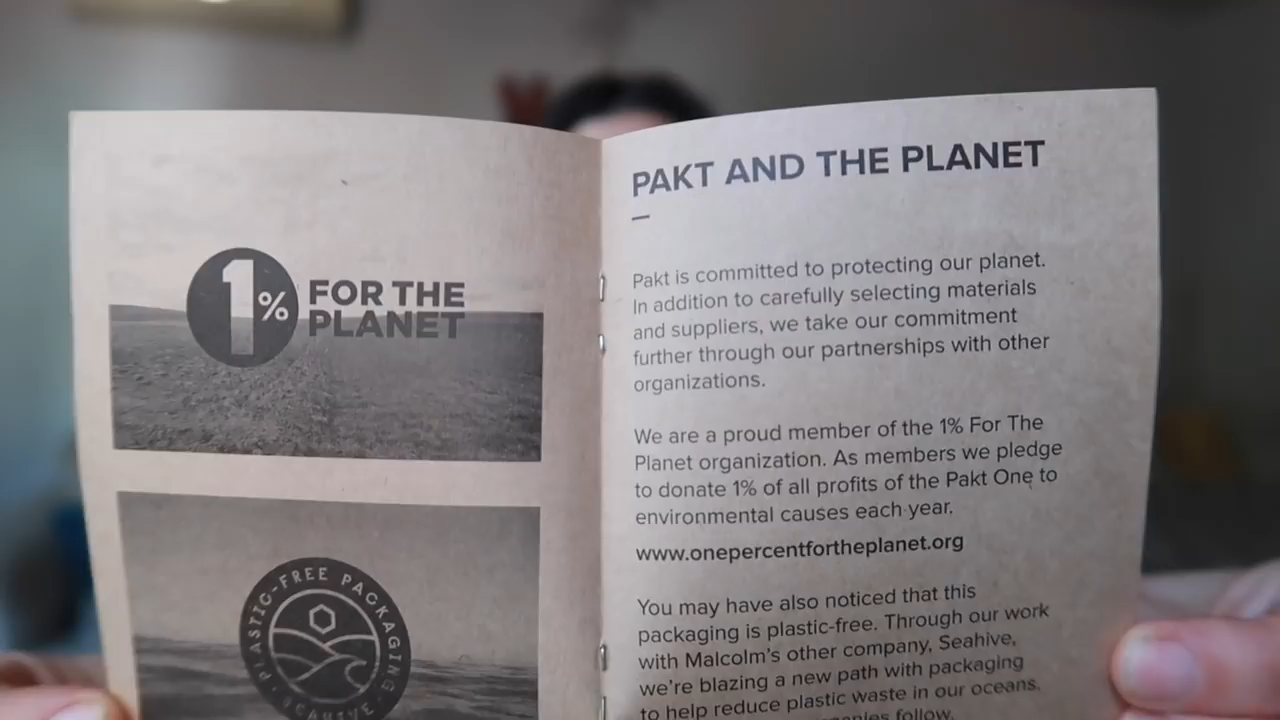 1%
FOR THE
PLANET
PLASTIC-FREE PACKAGING
SEAHIVE
PAKT AND THE PLANET
Pakt is committed to protecting our planet.
In addition to carefully selecting materials
and suppliers, we take our commitment
further through our partnerships with other
organizations.
We are a proud member of the 1% For The
Planet organization. As members we pledge
to donate 1% of all profits of the Pakt One to
environmental causes each year.
www.onepercentfortheplanet.org
You may have also noticed that this
packaging is plastic-free. Through our work
with Malcolm's other company, Seahive,
we're blazing a new path with packaging
to help reduce plastic waste in our oceans,
follow.